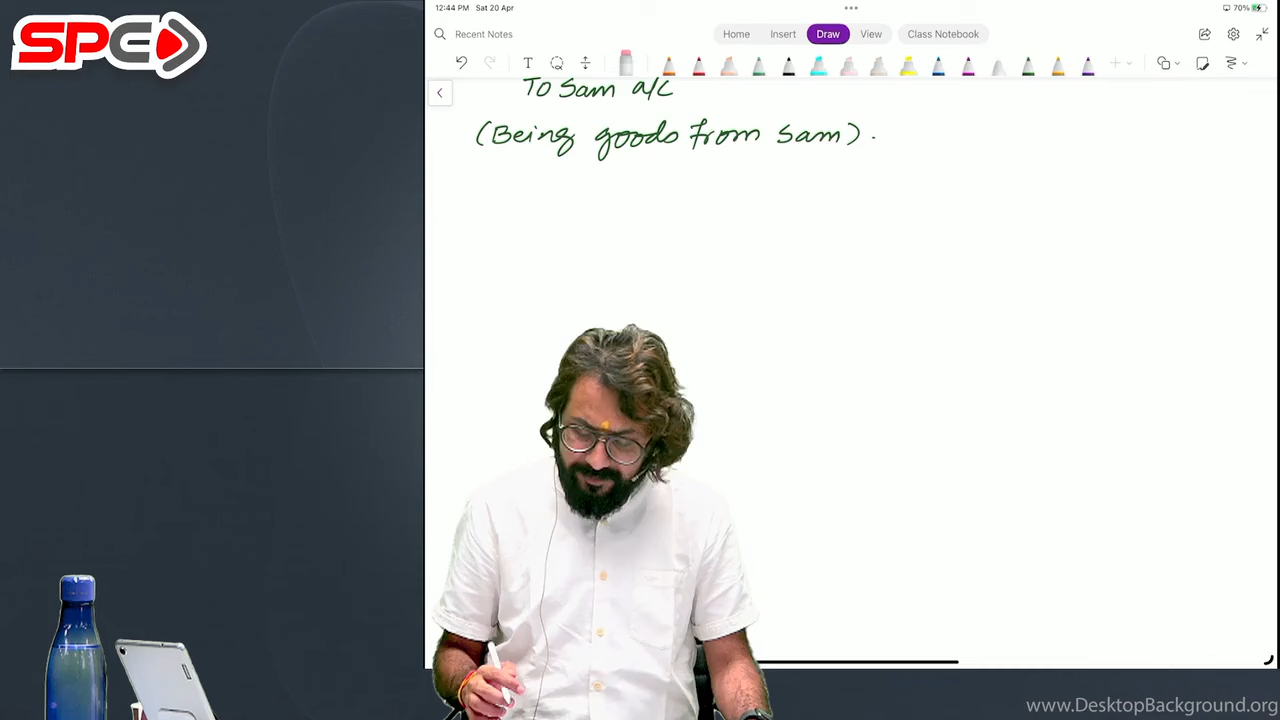 SPC
12:44 PM Sat 20 Apr
70%
Recent Notes
Home Insert Draw View Class Notebook
T
To Sam a/c
(Being goods from Sam).
www.DesktopBackground.org